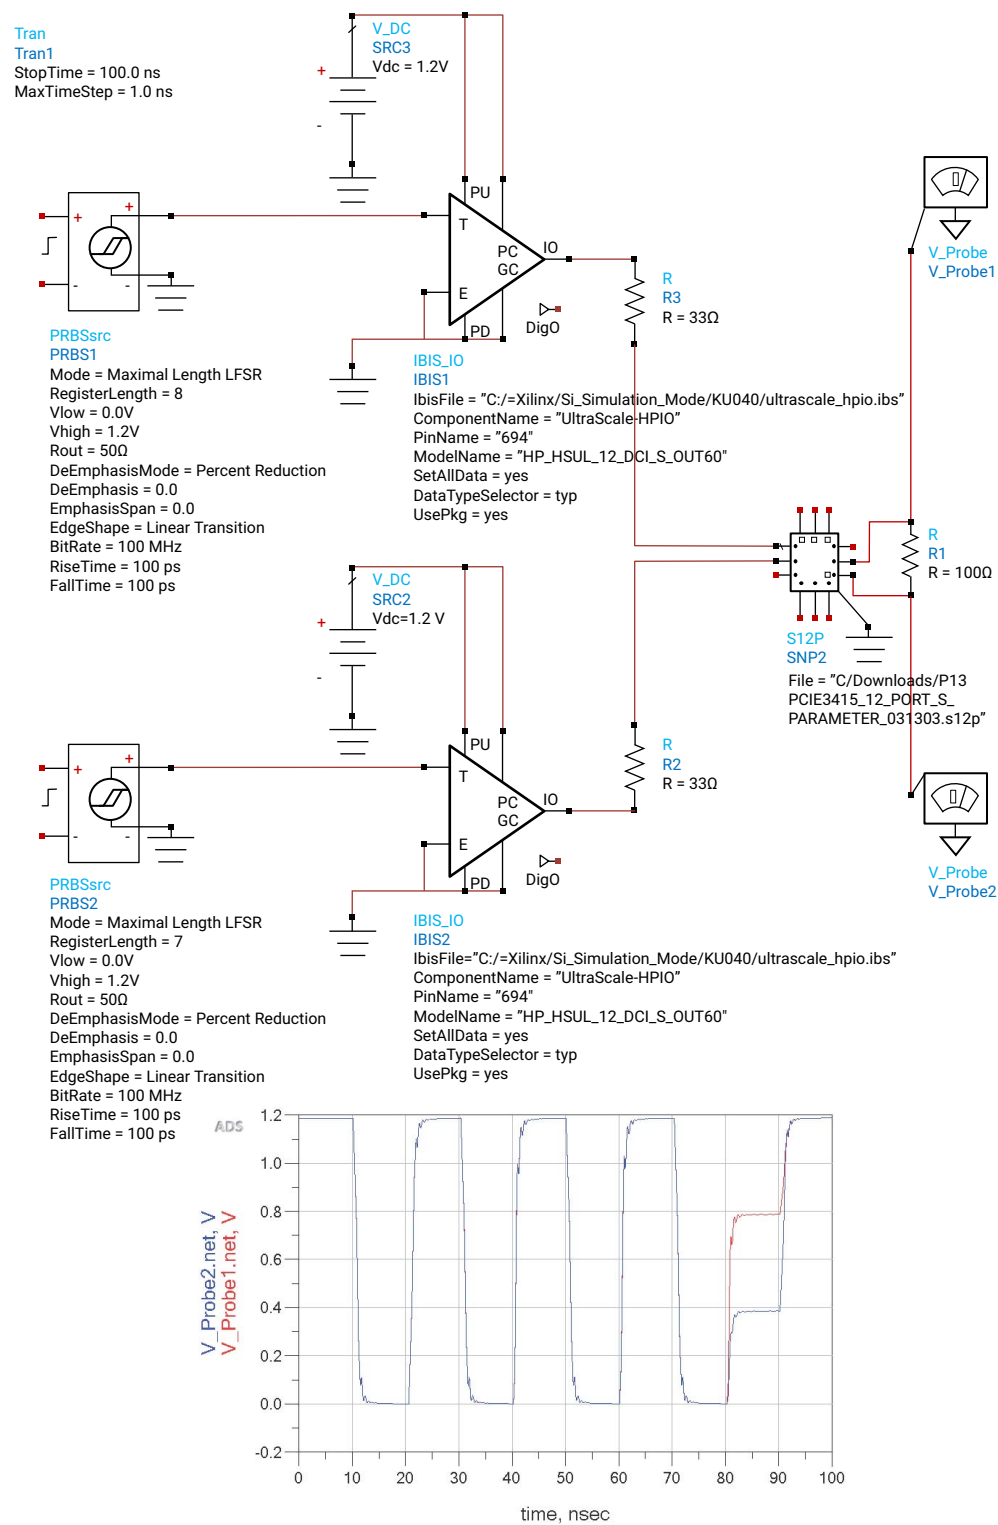 Tran
Tran1
StopTime = 100.0 ns
MaxTimeStep = 1.0 ns
V_DC
SRC3
Vdc = 1.2V
+
-
PU
T
PC
GC
IO
E
PD
DigO
+
+
-
-
R
R3
R = 33Ω
V_Probe
V_Probe1
PRBSsrc
PRBS1
Mode = Maximal Length LFSR
RegisterLength = 8
Vlow = 0.0V
Vhigh = 1.2V
Rout = 50Ω
DeEmphasisMode = Percent Reduction
DeEmphasis = 0.0
EmphasisSpan = 0.0
EdgeShape = Linear Transition
BitRate = 100 MHz
RiseTime = 100 ps
FallTime = 100 ps
IBIS_IO
IBIS1
IbisFile = "C:/=Xilinx/Si_Simulation_Mode/KU040/ultrascale_hpio.ibs”
ComponentName = "UltraScale-HPIO”
PinName = "694"
ModelName = "HP_HSUL_12_DCI_S_OUT60"
SetAllData = yes
DataTypeSelector = typ
UsePkg = yes
R
R1
R = 100Ω
S12P
SNP2
File = "C/Downloads/P13
PCIE3415_12_PORT_S_
PARAMETER_031303.s12p”
V_DC
SRC2
Vdc=1.2 V
+
-
PU
T
PC
GC
IO
E
PD
DigO
+
+
-
-
R
R2
R = 33Ω
V_Probe
V_Probe2
PRBSsrc
PRBS2
Mode = Maximal Length LFSR
RegisterLength = 7
Vlow = 0.0V
Vhigh = 1.2V
Rout = 50Ω
DeEmphasisMode = Percent Reduction
DeEmphasis = 0.0
EmphasisSpan = 0.0
EdgeShape = Linear Transition
BitRate = 100 MHz
RiseTime = 100 ps
FallTime = 100 ps
IBIS_IO
IBIS2
IbisFile=”C:/=Xilinx/Si_Simulation_Mode/KU040/ultrascale_hpio.ibs”
ComponentName = "UltraScale-HPIO”
PinName = "694"
ModelName = "HP_HSUL_12_DCI_S_OUT60"
SetAllData = yes
DataTypeSelector = typ
UsePkg = yes
ADS
V_Probe2.net, V
V_Probe1.net, V
1.2
1.0
0.8
0.6
0.4
0.2
0.0
-0.2
0 10 20 30 40 50 60 70 80 90 100
time, nsec